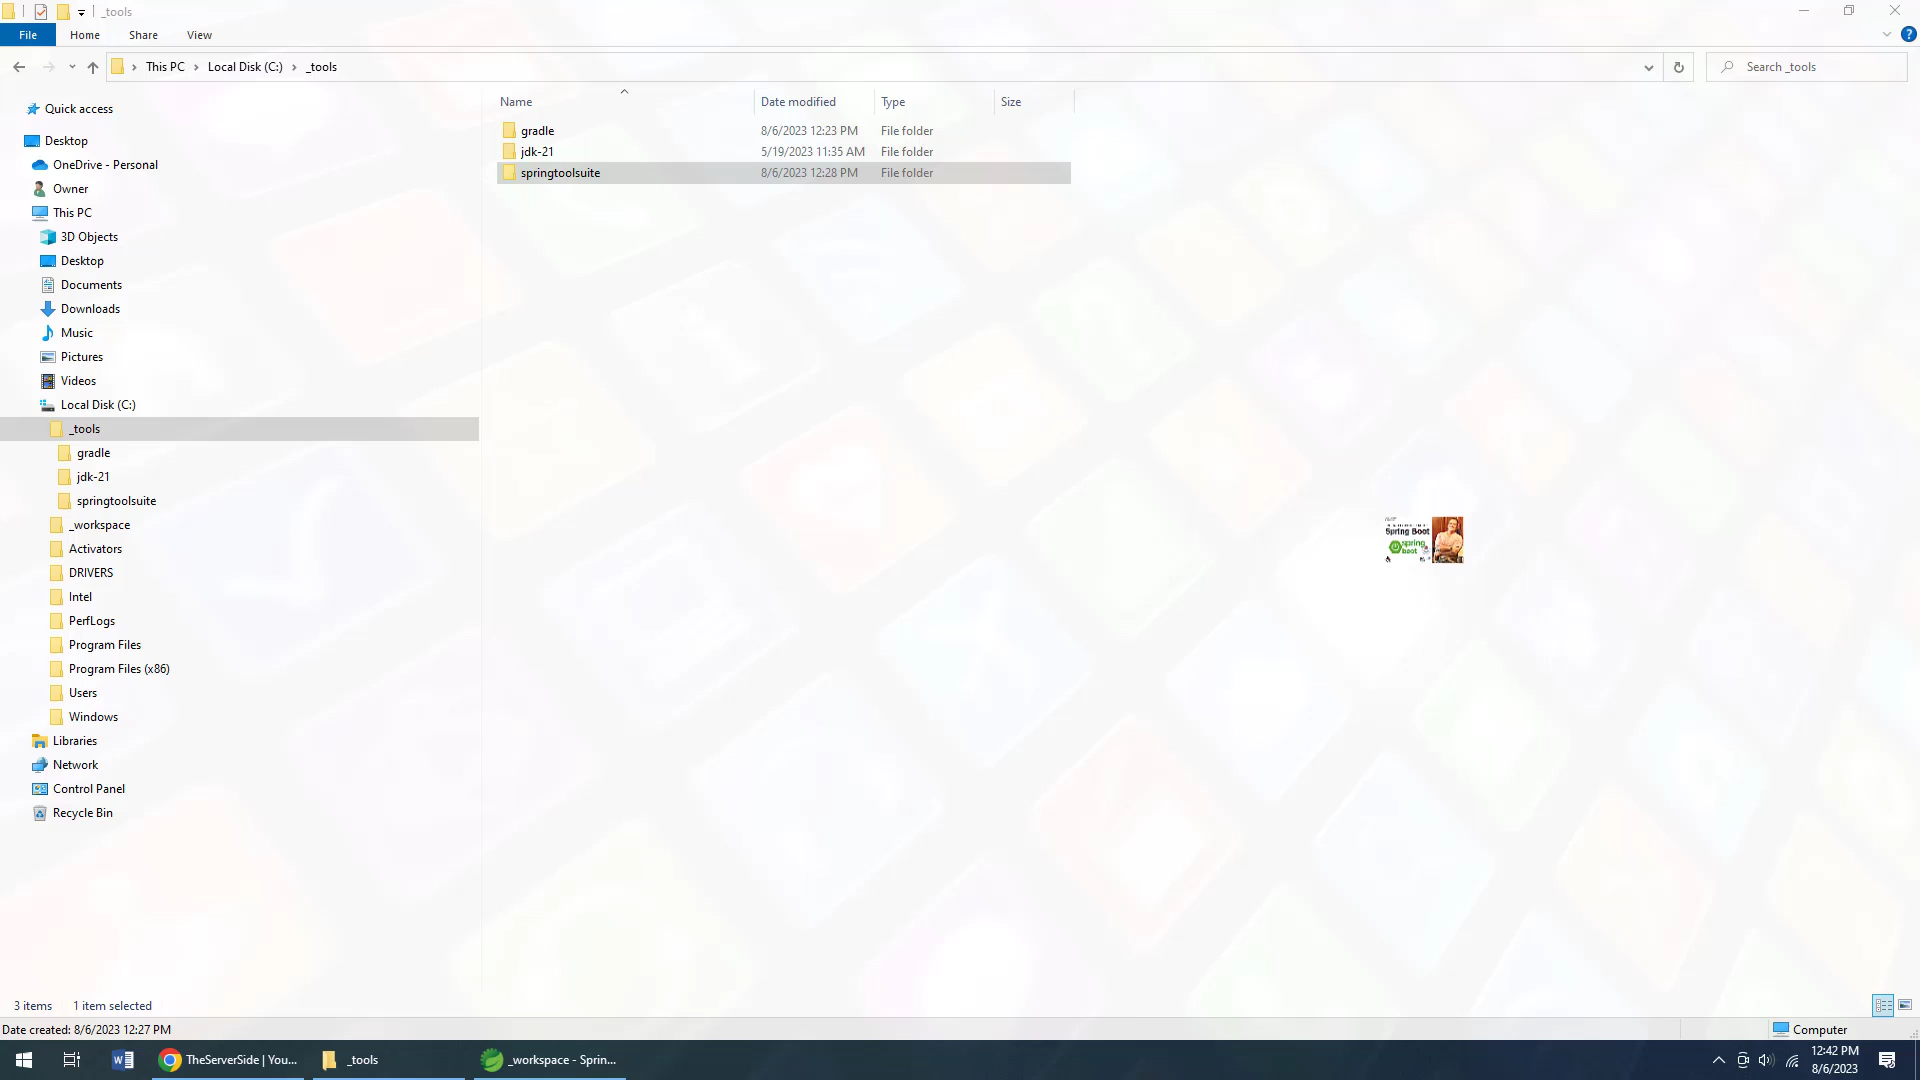 _tools
File Home Share View
This PC Local Disk (C:) _tools
Search _tools
Name Date modified Type Size
gradle 8/6/2023 12:23 PM File folder
jdk-21 5/19/2023 11:35 AM File folder
springtoolsuite 8/6/2023 12:28 PM File folder
Quick access
Desktop
OneDrive - Personal
Owner
This PC
3D Objects
Desktop
Documents
Downloads
Music
Pictures
Videos
Local Disk (C:)
_tools
gradle
jdk-21
springtoolsuite
_workspace
Activators
DRIVERS
Intel
PerfLogs
Program Files
Program Files (x86)
Users
Windows
Libraries
Network
Control Panel
Recycle Bin
Spring Boot
spring
boot
3 items 1 item selected
Date created: 8/6/2023 12:27 PM
Computer
TheServerSide | You...
_tools
_workspace - Sprin...
12:42 PM
8/6/2023